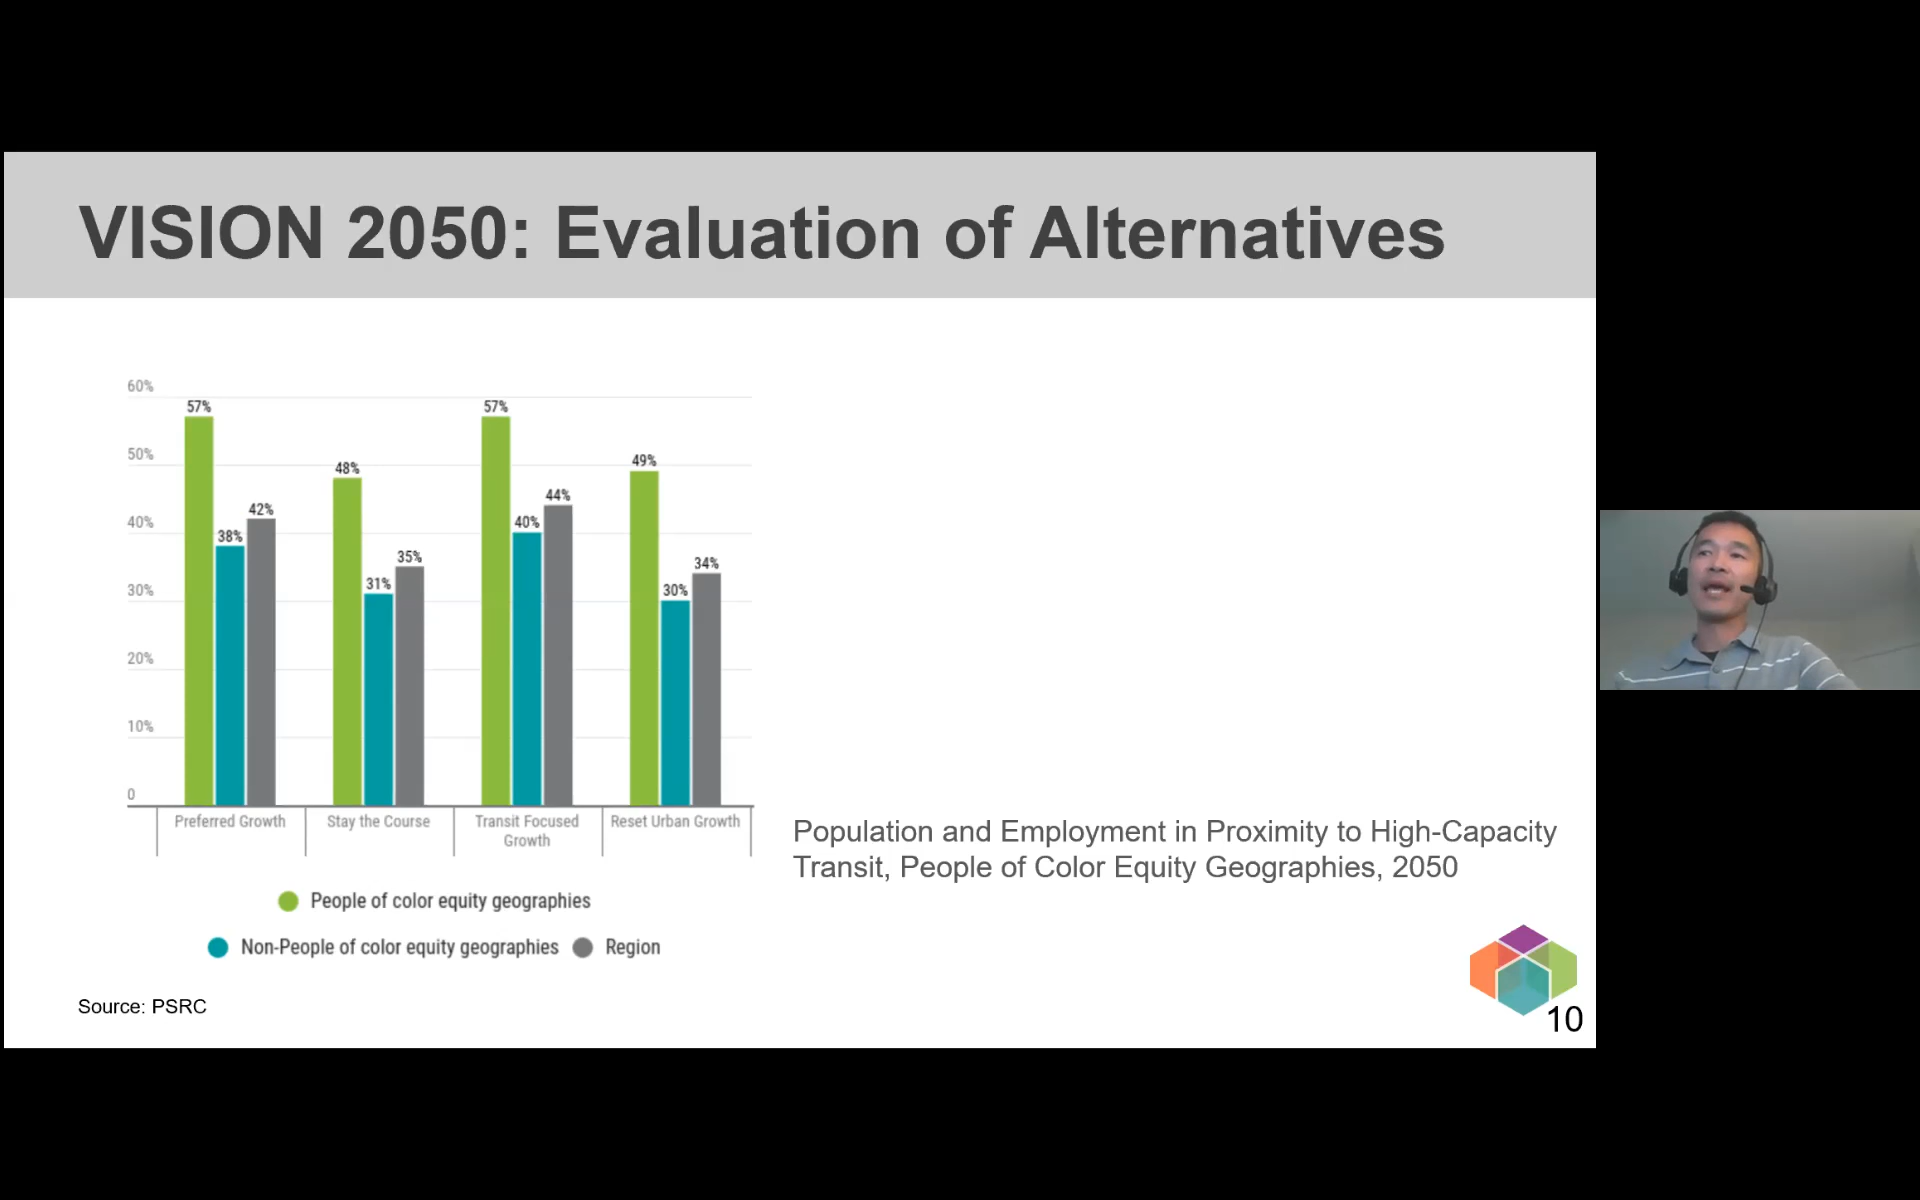 VISION 2050: Evaluation of Alternatives
60%
50%
40%
30%
20%
10%
0
57%
38%
42%
48%
31%
35%
57%
40%
44%
49%
30%
34%
Preferred Growth
Stay the Course
Transit Focused
Growth
Reset Urban Growth
People of color equity geographies
Non-People of color equity geographies
Region
Population and Employment in Proximity to High-Capacity
Transit, People of Color Equity Geographies, 2050
Source: PSRC
10